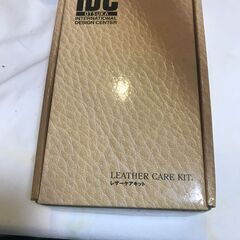 IDC
OTSUKA
INTERNATIONAL
DESIGN CENTER
LEATHER CARE KIT.
レザーケアキット